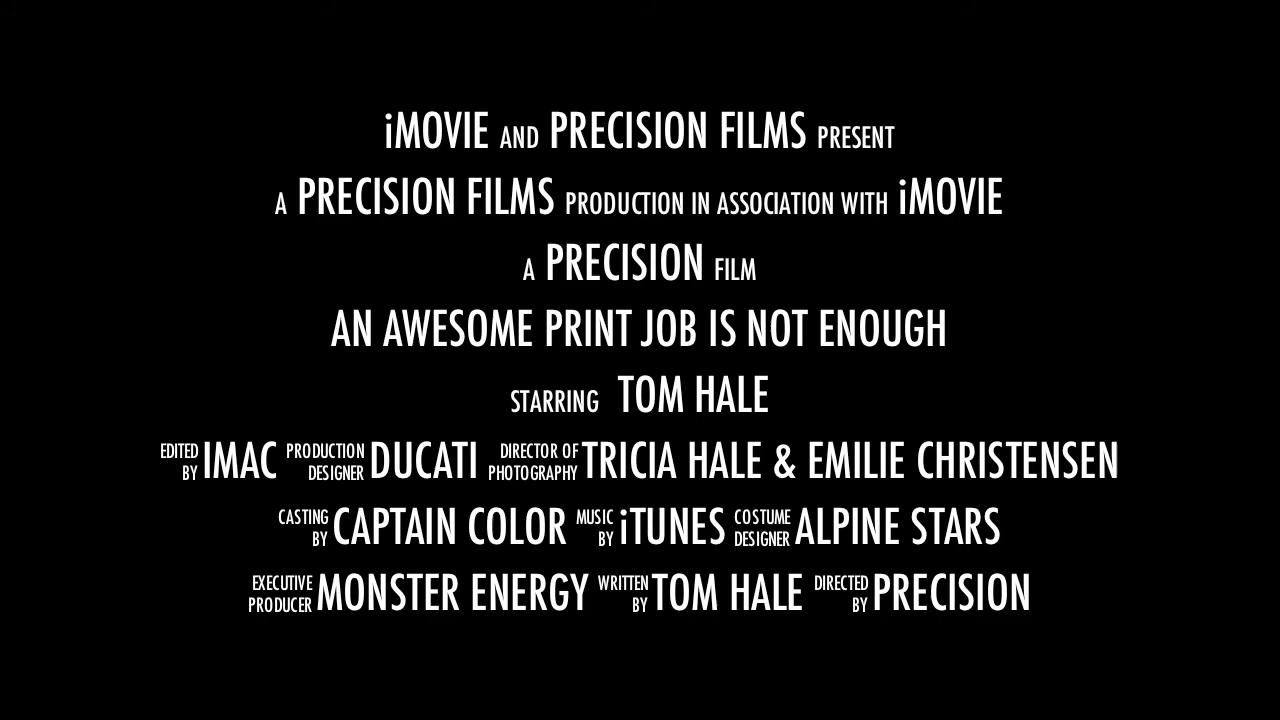 iMOVIE AND PRECISION FILMS PRESENT
A PRECISION FILMS PRODUCTION IN ASSOCIATION WITH iMOVIE
A PRECISION FILM
AN AWESOME PRINT JOB IS NOT ENOUGH
STARRING TOM HALE
EDITED BY IMAC PRODUCTION DESIGNER DUCATI DIRECTOR OF PHOTOGRAPHY TRICIA HALE & EMILIE CHRISTENSEN
CASTING BY CAPTAIN COLOR MUSIC BY iTUNES COSTUME DESIGNER ALPINE STARS
EXECUTIVE PRODUCER MONSTER ENERGY WRITTEN BY TOM HALE DIRECTED BY PRECISION